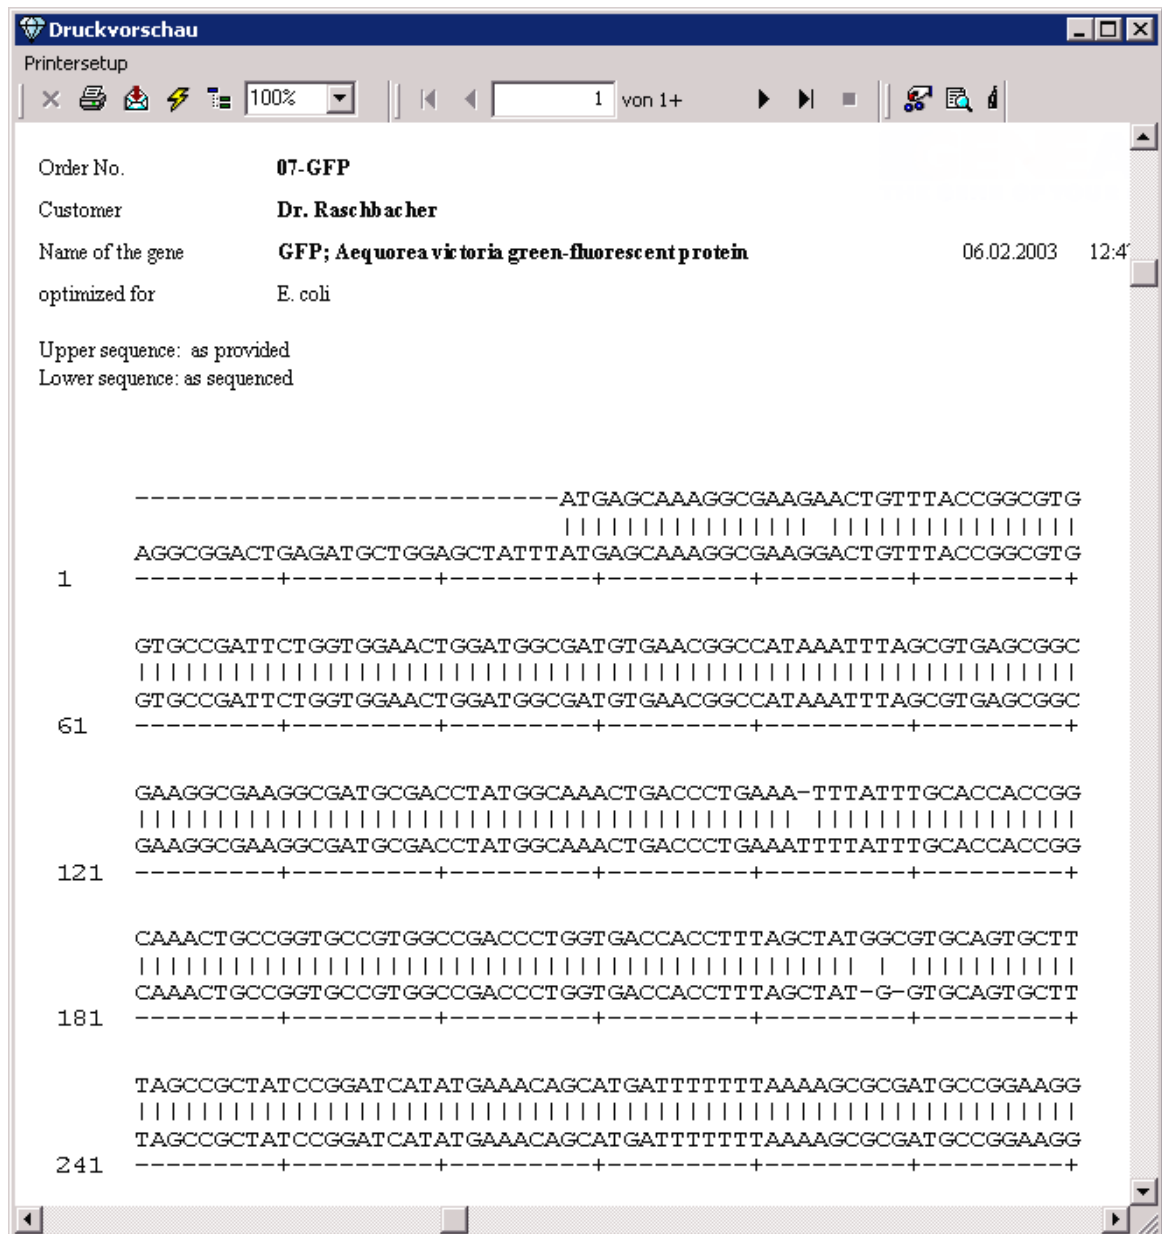 Druckvorschau
Printersetup
100%
1 von 1+
Order No. 07-GFP
Customer Dr. Raschbacher
Name of the gene GFP; Aequorea victoria green-fluorescent protein 06.02.2003 12:4
optimized for E. coli
Upper sequence: as provided
Lower sequence: as sequenced
---------------------------ATGAGCAAAGGCGAAGAACTGTTTACCGGCGTG
|||||||||||||||| ||||||||||||||||
AGGCGGACTGAGATGCTGGAGCTATTTATGAGCAAAGGCGAAGGACTGTTTACCGGCGTG
1 ---------+---------+---------+---------+---------+---------+
GTGCCGATTCTGGTGGAACTGGATGGCGATGTGAACGGCCATAAATTTAGCGTGAGCGGC
||||||||||||||||||||||||||||||||||||||||||||||||||||||||||||
GTGCCGATTCTGGTGGAACTGGATGGCGATGTGAACGGCCATAAATTTAGCGTGAGCGGC
61 ---------+---------+---------+---------+---------+---------+
GAAGGCGAAGGCGATGCGACCTATGGCAAACTGACCCTGAAA-TTTATTTGCACCACCGG
|||||||||||||||||||||||||||||||||||||||||| |||||||||||||||||
GAAGGCGAAGGCGATGCGACCTATGGCAAACTGACCCTGAAATTTTATTTGCACCACCGG
121 ---------+---------+---------+---------+---------+---------+
CAAACTGCCGGTGCCGTGGCCGACCCTGGTGACCACCTTTAGCTATGGCGTGCAGTGCTT
|||||||||||||||||||||||||||||||||||||||||||||| | |||||||||||
CAAACTGCCGGTGCCGTGGCCGACCCTGGTGACCACCTTTAGCTAT-G-GTGCAGTGCTT
181 ---------+---------+---------+---------+---------+---------+
TAGCCGCTATCCGGATCATATGAAACAGCATGATTTTTTTAAAAGCGCGATGCCGGAAGG
||||||||||||||||||||||||||||||||||||||||||||||||||||||||||||
TAGCCGCTATCCGGATCATATGAAACAGCATGATTTTTTTAAAAGCGCGATGCCGGAAGG
241 ---------+---------+---------+---------+---------+---------+